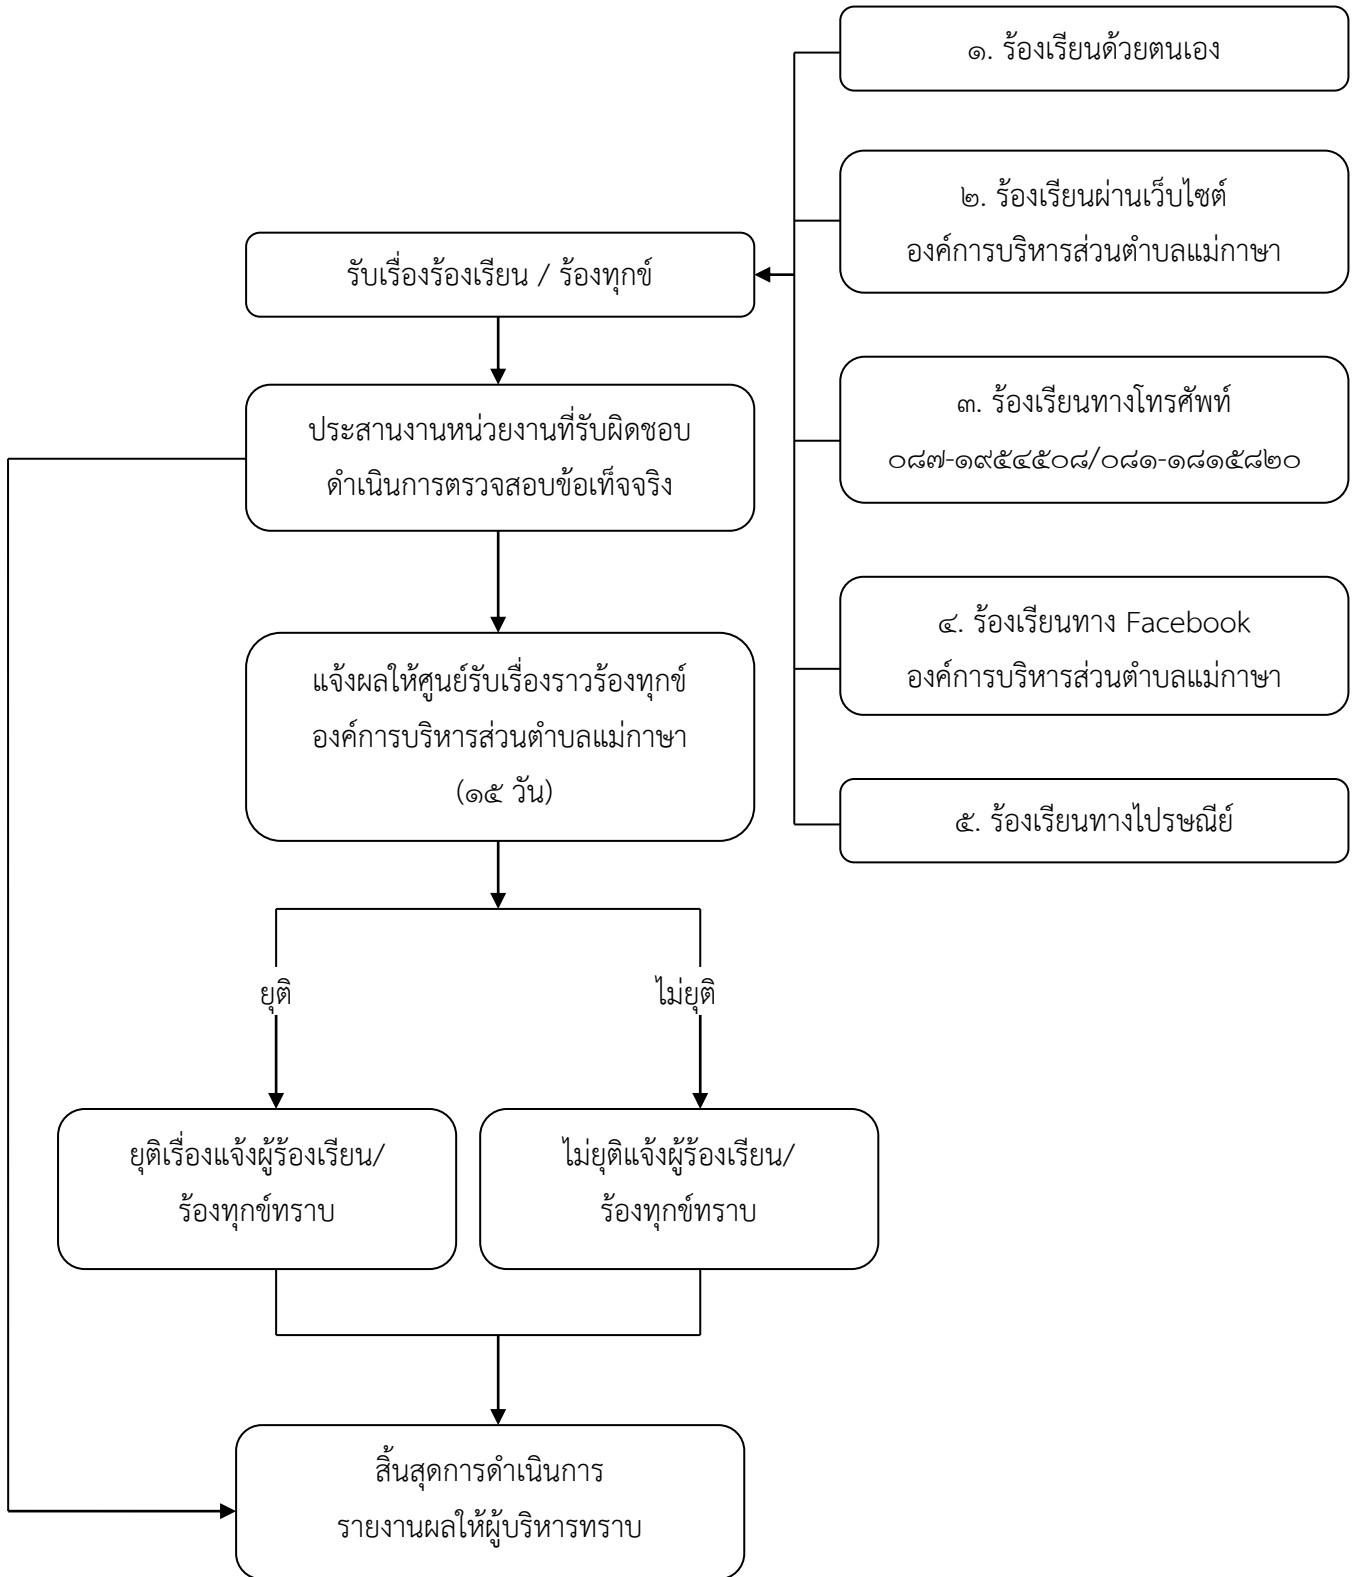 ๑. ร้องเรียนด้วยตนเอง
๒. ร้องเรียนผ่านเว็บไซต์
องค์การบริหารส่วนตำบลแม่กาษา
รับเรื่องร้องเรียน / ร้องทุกข์
๓. ร้องเรียนทางโทรศัพท์
๐๘๗-๑๙๕๔๕๐๘/๐๘๑-๑๘๑๕๘๒๐
ประสานงานหน่วยงานที่รับผิดชอบ
ดำเนินการตรวจสอบข้อเท็จจริง
๔. ร้องเรียนทาง Facebook
องค์การบริหารส่วนตำบลแม่กาษา
แจ้งผลให้ศูนย์รับเรื่องราวร้องทุกข์
องค์การบริหารส่วนตำบลแม่กาษา
(๑๕ วัน)
๕. ร้องเรียนทางไปรษณีย์
ยุติ
ไม่ยุติ
ยุติเรื่องแจ้งผู้ร้องเรียน/
ร้องทุกข์ทราบ
ไม่ยุติแจ้งผู้ร้องเรียน/
ร้องทุกข์ทราบ
สิ้นสุดการดำเนินการ
รายงานผลให้ผู้บริหารทราบ